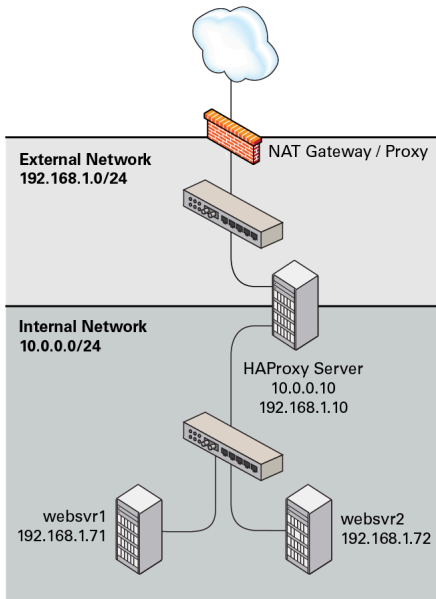 NAT Gateway / Proxy
External Network
192.168.1.0/24
Internal Network
10.0.0.0/24
HAProxy Server
10.0.0.10
192.168.1.10
websvr1
192.168.1.71
websvr2
192.168.1.72